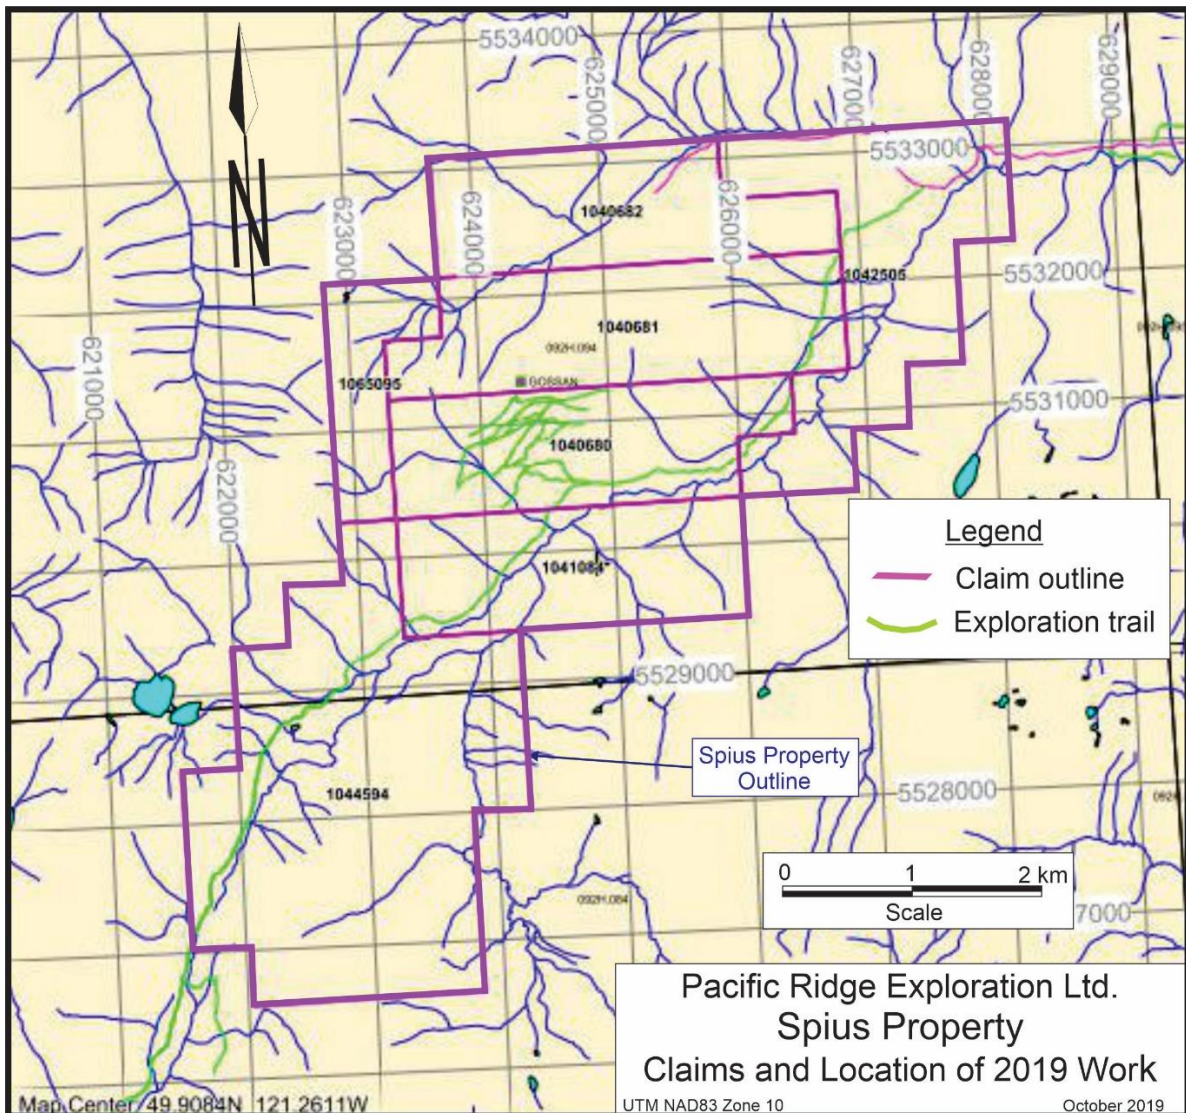 5534000
625000
627000
628000
629000
5533000
N
623000
624000
1040682
626000
5532000
1042505
1040681
092H.094
621000
1065095
GOSSAN
5531000
1040680
622000
Legend
Claim outline
Exploration trail
1041084
5529000
Spius Property
Outline
1044594
5528000
0 1 2 km
Scale
092H.084
7000
Pacific Ridge Exploration Ltd.
Spius Property
Claims and Location of 2019 Work
Map Center: 49.9084N 121.2611W
UTM NAD83 Zone 10
October 2019